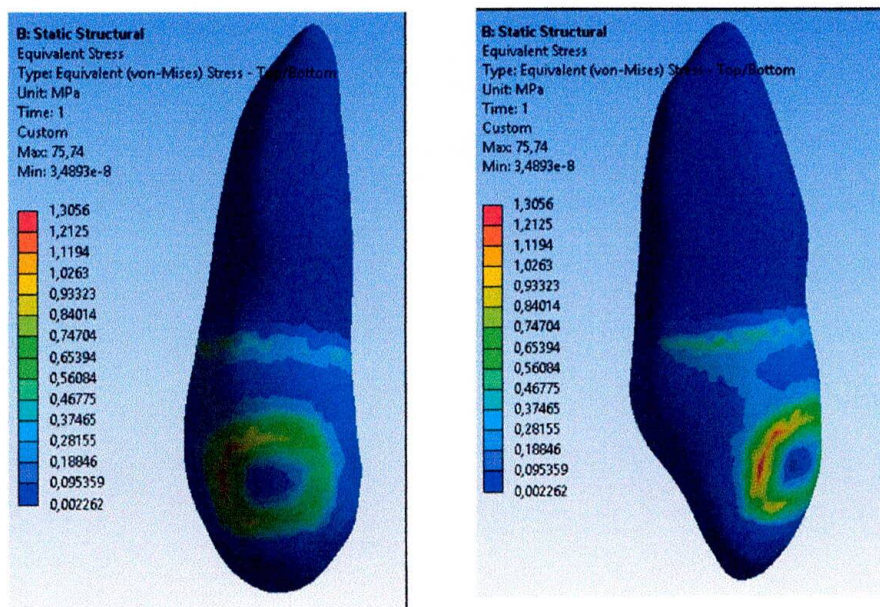 B: Static Structural
Equivalent Stress
Type: Equivalent (von-Mises) Stress - Top/Bottom
Unit: MPa
Time: 1
Custom
Max: 75,74
Min: 3,4893e-8
1,3056
1,2125
1,1194
1,0263
0,93323
0,84014
0,74704
0,65394
0,56084
0,46775
0,37465
0,28155
0,18846
0,095359
0,002262
B: Static Structural
Equivalent Stress
Type: Equivalent (von-Mises) Stress - Top/Bottom
Unit: MPa
Time: 1
Custom
Max: 75,74
Min: 3,4893e-8
1,3056
1,2125
1,1194
1,0263
0,93323
0,84014
0,74704
0,65394
0,56084
0,46775
0,37465
0,28155
0,18846
0,095359
0,002262